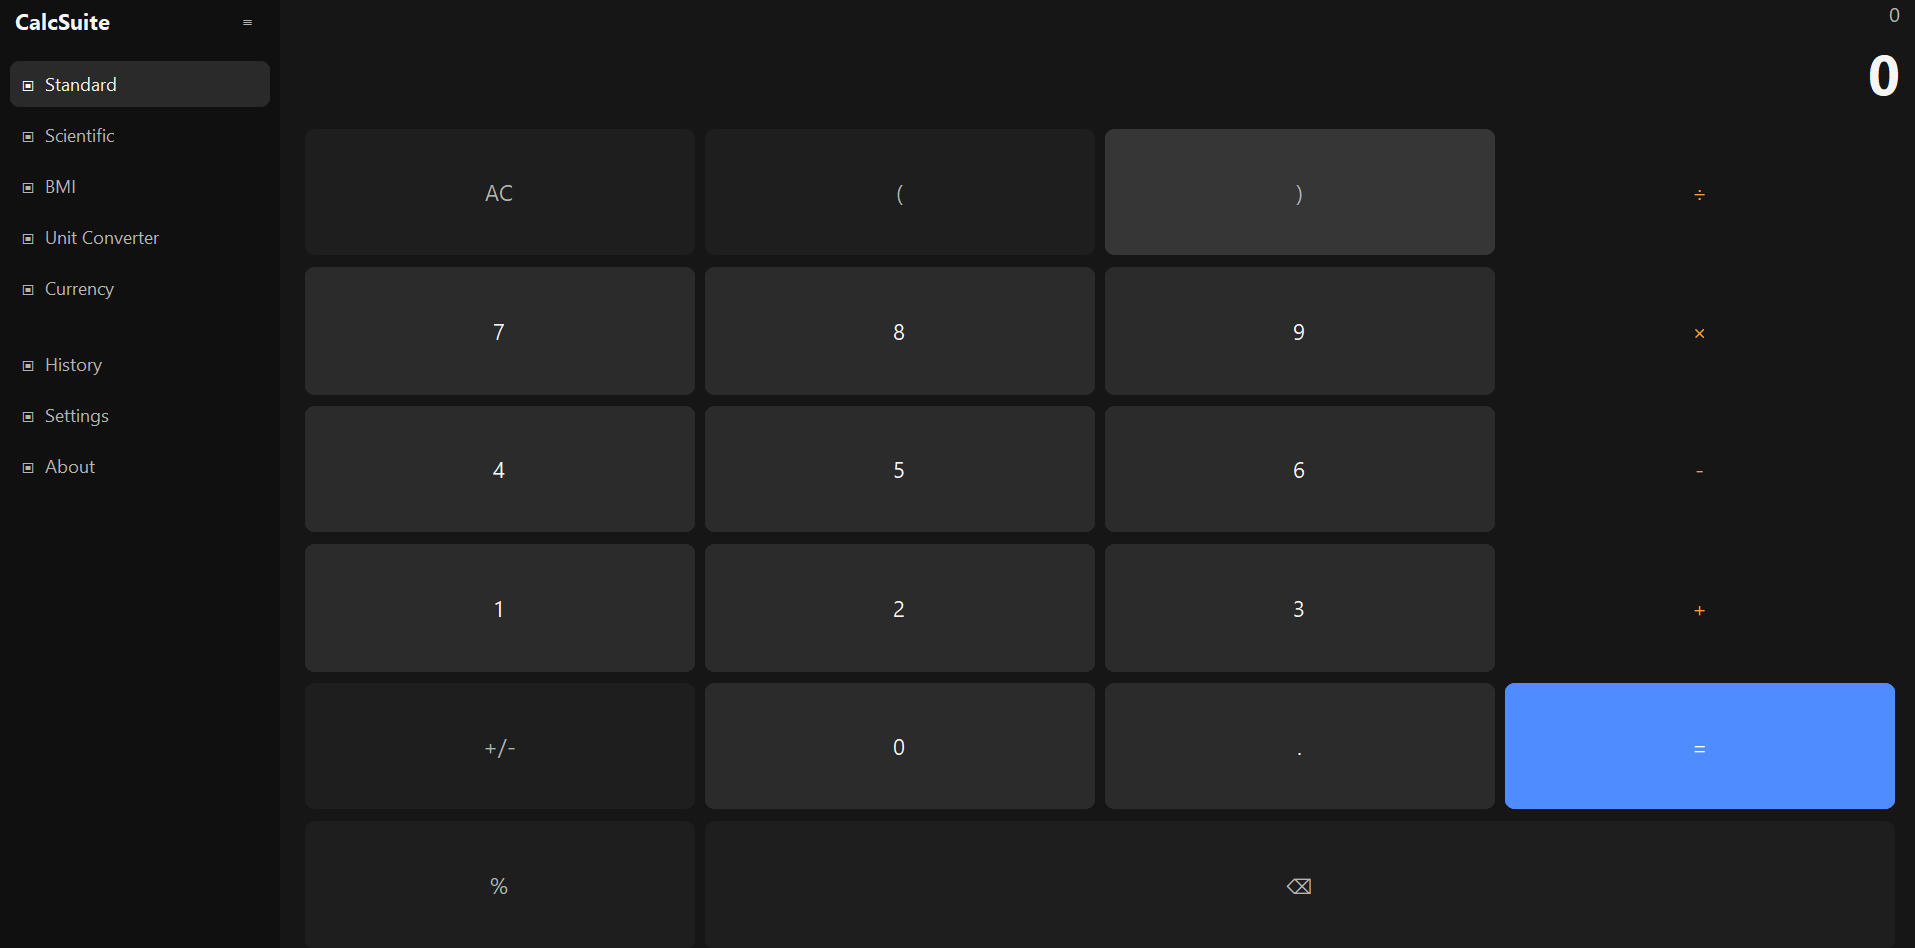 CalcSuite ≡
Standard
Scientific
BMI
Unit Converter
Currency
History
Settings
About
0
0
AC ( ) ÷
7 8 9 ×
4 5 6 -
1 2 3 +
+/- 0 . =
% ⌫